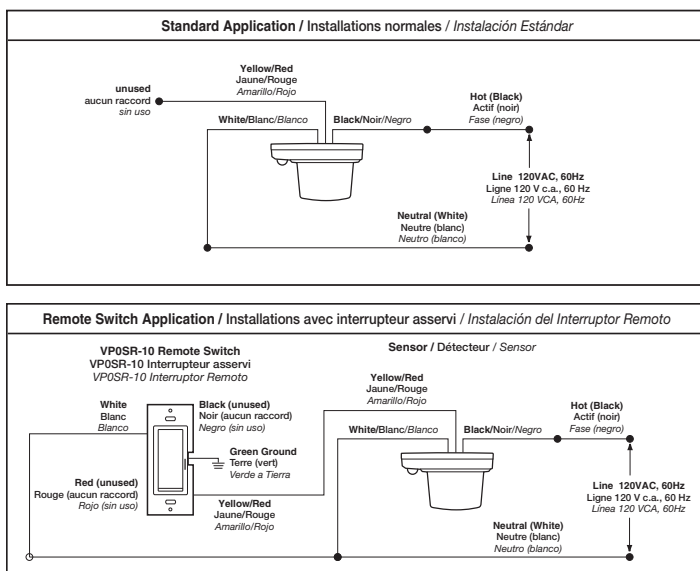 Standard Application / Installations normales / Instalación Estándar
Yellow/Red
Jaune/Rouge
Amarillo/Rojo
unused
aucun raccord
sin uso
Hot (Black)
Actif (noir)
Fase (negro)
White/Blanc/Blanco
Black/Noir/Negro
Line 120VAC, 60Hz
Ligne 120 V c.a., 60 Hz
Línea 120 VCA, 60Hz
Neutral (White)
Neutre (blanc)
Neutro (blanco)
Remote Switch Application / Installations avec interrupteur asservi / Instalación del Interruptor Remoto
VP0SR-10 Remote Switch
VP0SR-10 Interrupteur asservi
VP0SR-10 Interruptor Remoto
Sensor / Détecteur / Sensor
Yellow/Red
Jaune/Rouge
Amarillo/Rojo
White
Blanc
Blanco
Black (unused)
Noir (aucun raccord)
Negro (sin uso)
Hot (Black)
Actif (noir)
Fase (negro)
White/Blanc/Blanco
Black/Noir/Negro
Green Ground
Terre (vert)
Verde a Tierra
Red (unused)
Rouge (aucun raccord)
Rojo (sin uso)
Yellow/Red
Jaune/Rouge
Amarillo/Rojo
Line 120VAC, 60Hz
Ligne 120 V c.a., 60 Hz
Línea 120 VCA, 60Hz
Neutral (White)
Neutre (blanc)
Neutro (blanco)